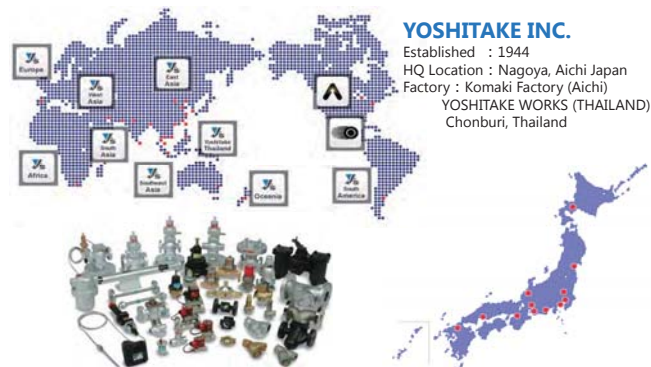 YOSHITAKE INC.
Established : 1944
HQ Location : Nagoya, Aichi Japan
Factory : Komaki Factory (Aichi)
YOSHITAKE WORKS (THAILAND)
Chonburi, Thailand
Europe
West
Asia
East
Asia
Africa
South
Asia
Yoshitake
Thailand
Southeast
Asia
Oceania
South
America